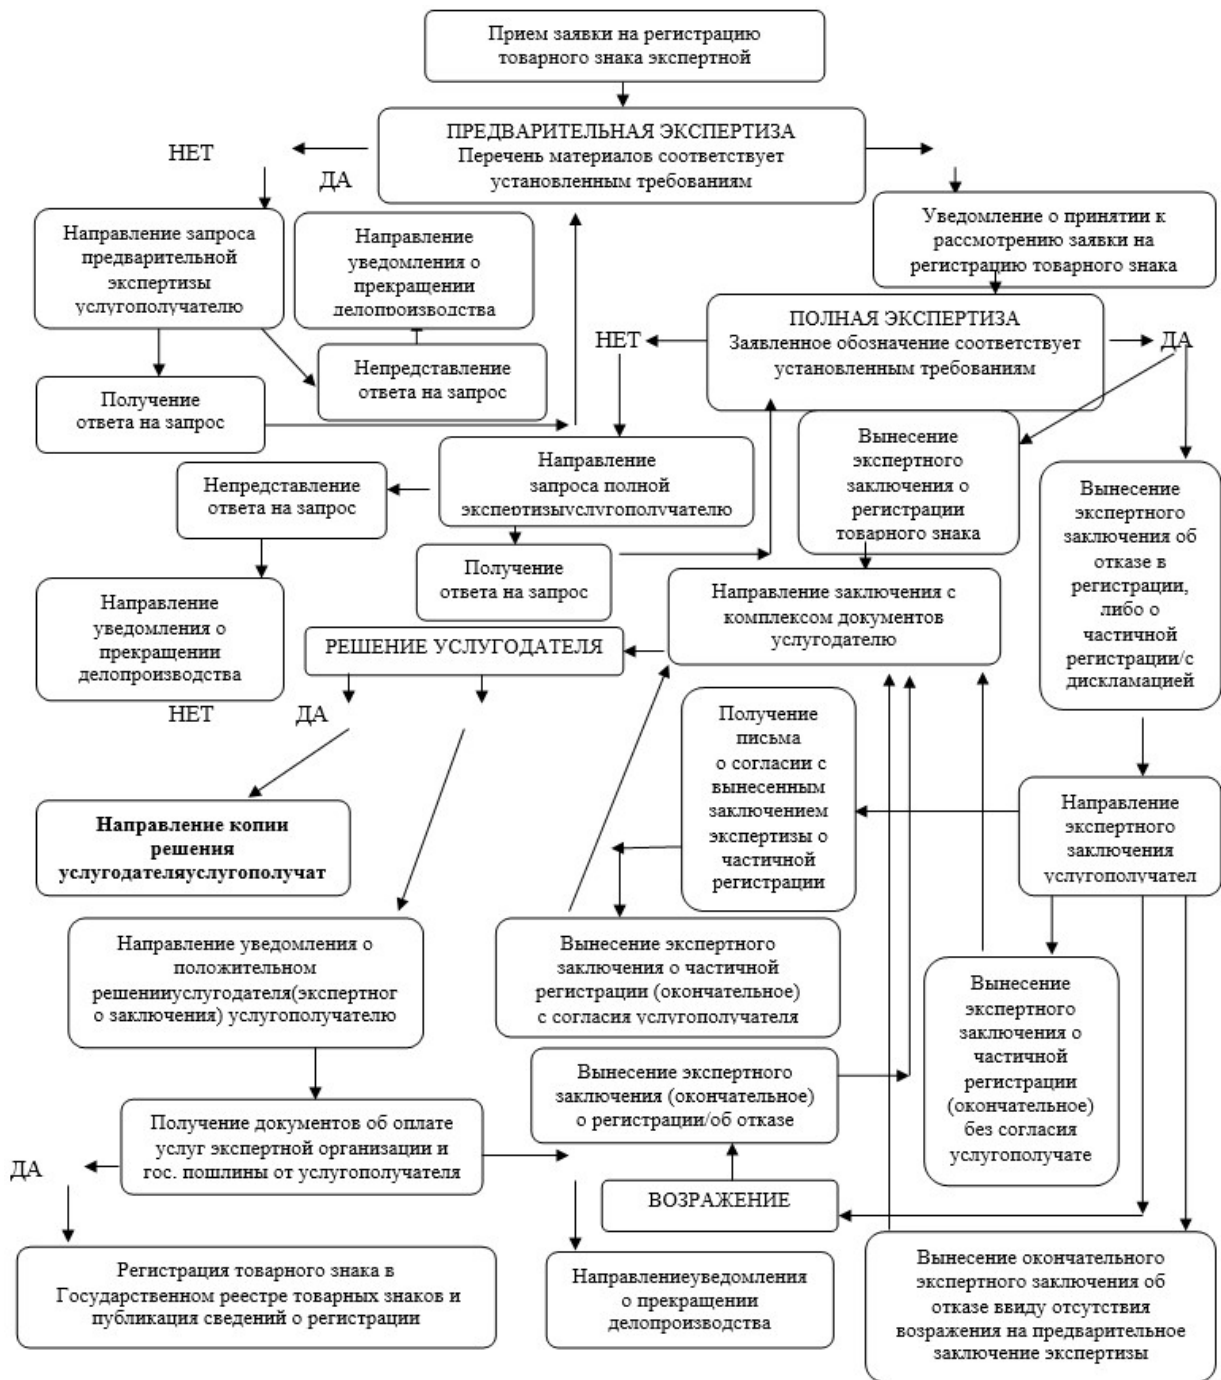 Прием заявки на регистрацию
товарного знака экспертной
ПРЕДВАРИТЕЛЬНАЯ ЭКСПЕРТИЗА
Перечень материалов соответствует
установленным требованиям
НЕТ
ДА
Направление запроса
предварительной
экспертизы
услугополучателю
Направление
уведомления о
прекращении
делопроизводства
Уведомление о принятии к
рассмотрению заявки на
регистрацию товарного знака
ПОЛНАЯ ЭКСПЕРТИЗА
Заявленное обозначение соответствует
установленным требованиям
НЕТ
ДА
Непредставление
ответа на запрос
Получение
ответа на запрос
Вынесение
экспертного
заключения о
регистрации
товарного знака
Направление
запроса полной
экспертизыуслугополучателю
Непредставление
ответа на запрос
Вынесение
экспертного
заключения об
отказе в
регистрации,
либо о
частичной
регистрации/с
дискламацией
Получение
ответа на запрос
Направление
уведомления о
прекращении
делопроизводства
Направление заключения с
комплексом документов
услугодателю
РЕШЕНИЕ УСЛУГОДАТЕЛЯ
НЕТ
ДА
Получение
письма
о согласии с
вынесенным
заключением
экспертизы о
частичной
регистрации
Направление
экспертного
заключения
услугополучател
Направление копии
решения
услугодателяуслугополучат
Направление уведомления о
положительном
решенииуслугодателя(экспертног
о заключения) услугополучателю
Вынесение экспертного
заключения о частичной
регистрации (окончательное)
с согласия услугополучателя
Вынесение
экспертного
заключения о
частичной
регистрации
(окончательное)
без согласия
услугополучате
Вынесение экспертного
заключения (окончательное)
о регистрации/об отказе
Получение документов об оплате
услуг экспертной организации и
гос. пошлины от услугополучателя
ДА
ВОЗРАЖЕНИЕ
Регистрация товарного знака в
Государственном реестре товарных знаков и
публикация сведений о регистрации
Направлениеуведомления
о прекращении
делопроизводства
Вынесение окончательного
экспертного заключения об
отказе ввиду отсутствия
возражения на предварительное
заключение экспертизы